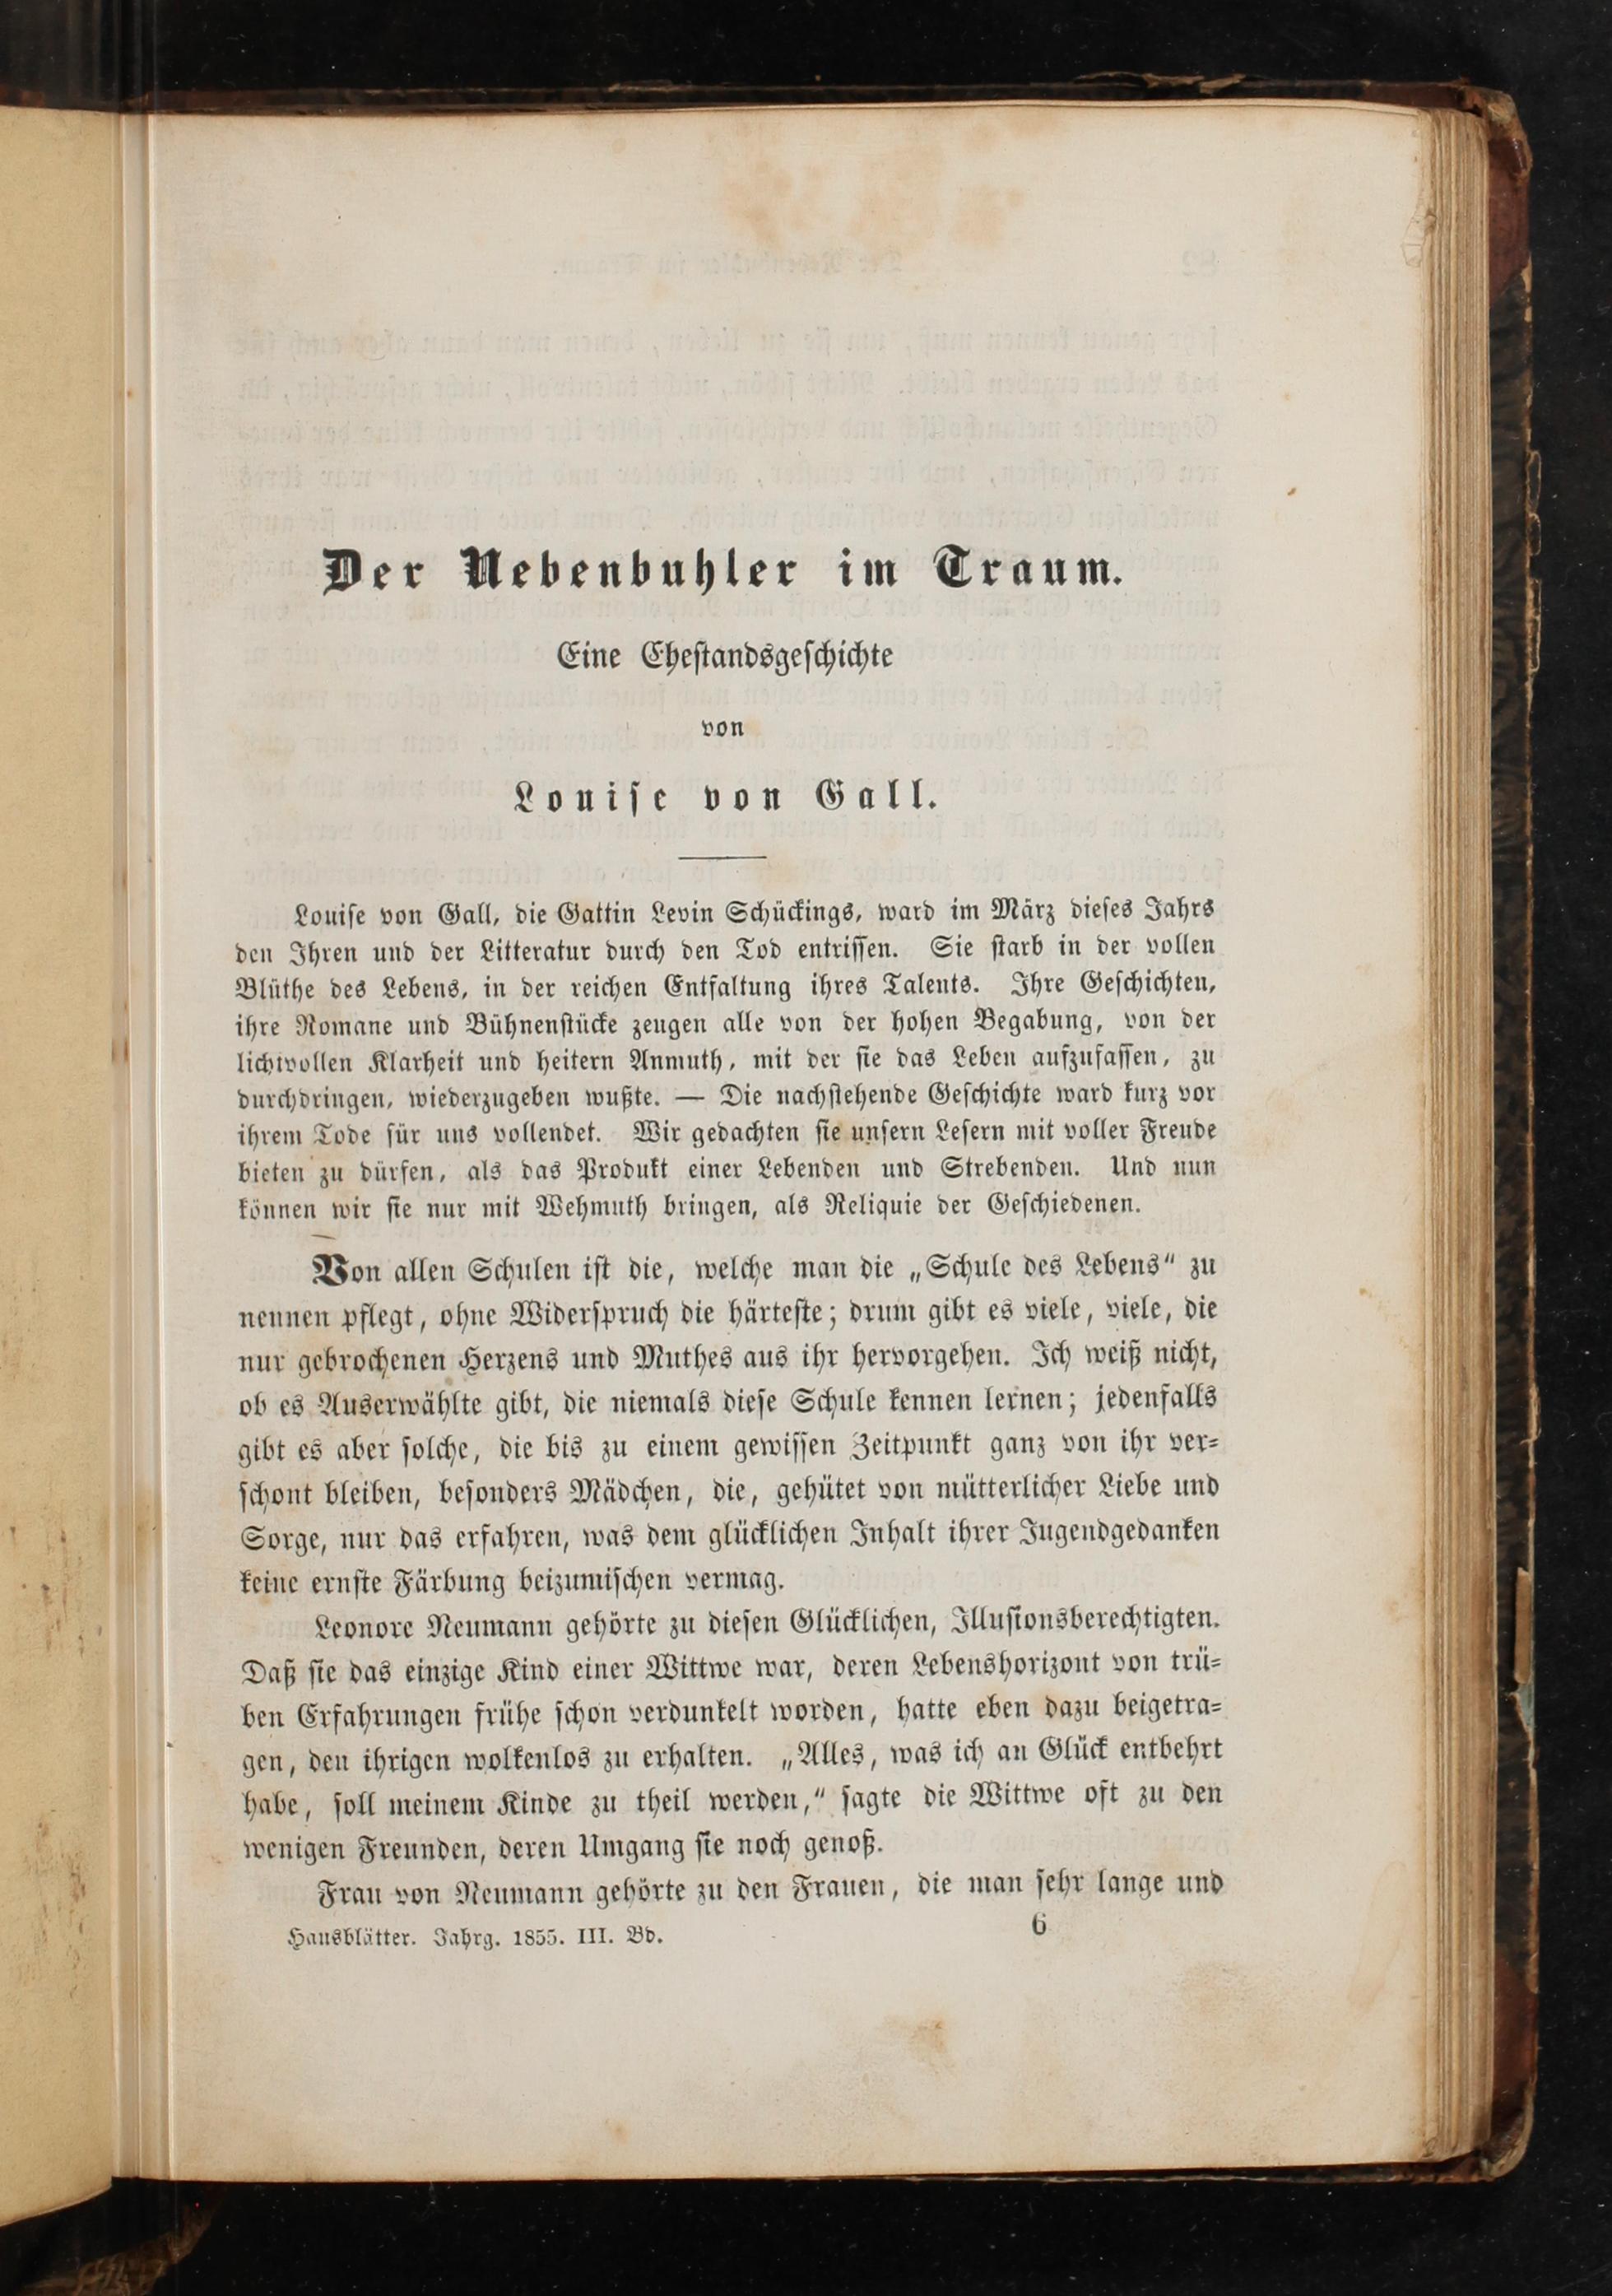 Der Nebenbuhler im Traum.
Eine Eheſtandsgeſchichte
von
Louiſe von Gall.
Louiſe von Gall, die Gattin Levin Schückings, ward im März dieſes Jahrs
den Ihren und der Litteratur durch den Tod entriſſen. Sie ſtarb in der vollen
Blüthe des Lebens, in der reichen Entfaltung ihres Talents. Ihre Geſchichten,
ihre Romane und Bühnenſtücke zeugen alle von der hohen Begabung, von der
lichtvollen Klarheit und heitern Anmuth, mit der ſie das Leben aufzufaſſen, zu
durchdringen, wiederzugeben wußte. — Die nachſtehende Geſchichte ward kurz vor
ihrem Tode für uns vollendet. Wir gedachten ſie unſern Leſern mit voller Freude
bieten zu dürfen, als das Produkt einer Lebenden und Strebenden. Und nun
können wir ſie nur mit Wehmuth bringen, als Reliquie der Geſchiedenen.
Von allen Schulen iſt die, welche man die „Schule des Lebens“ zu
nennen pflegt, ohne Widerſpruch die härteſte; drum gibt es viele, viele, die
nur gebrochenen Herzens und Muthes aus ihr hervorgehen. Ich weiß nicht,
ob es Auserwählte gibt, die niemals dieſe Schule kennen lernen; jedenfalls
gibt es aber ſolche, die bis zu einem gewiſſen Zeitpunkt ganz von ihr ver=
ſchont bleiben, beſonders Mädchen, die, gehütet von mütterlicher Liebe und
Sorge, nur das erfahren, was dem glücklichen Inhalt ihrer Jugendgedanken
keine ernſte Färbung beizumiſchen vermag.
Leonore Neumann gehörte zu dieſen Glücklichen, Illuſionsberechtigten.
Daß ſie das einzige Kind einer Wittwe war, deren Lebenshorizont von trü=
ben Erfahrungen frühe ſchon verdunkelt worden, hatte eben dazu beigetra=
gen, den ihrigen wolkenlos zu erhalten. „Alles, was ich an Glück entbehrt
habe, ſoll meinem Kinde zu theil werden,“ ſagte die Wittwe oft zu den
wenigen Freunden, deren Umgang ſie noch genoß.
Frau von Neumann gehörte zu den Frauen, die man ſehr lange und
Hausblätter. Jahrg. 1855. III. Bd. 6